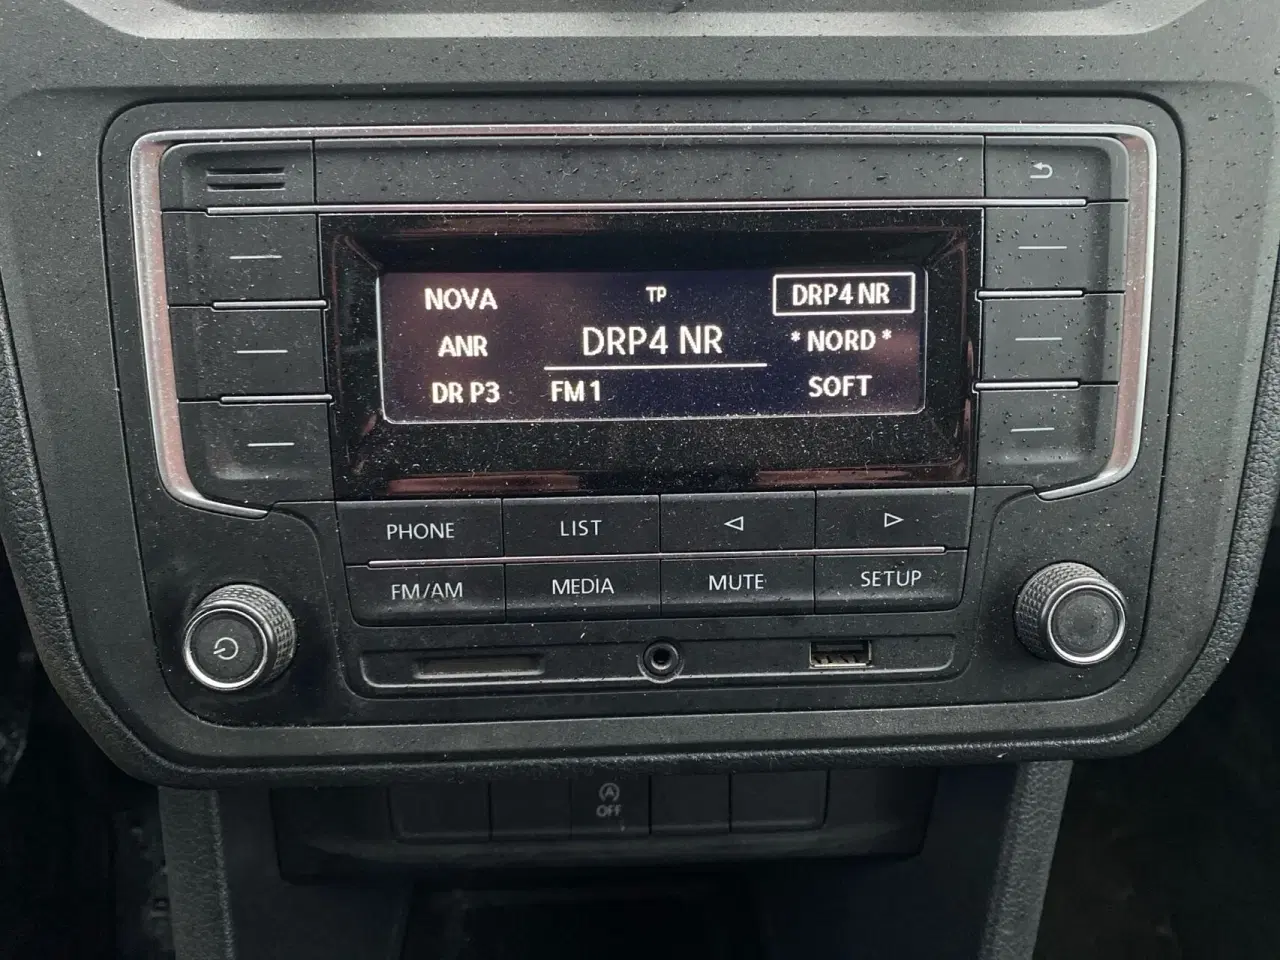 NOVA
TP
DRP4 NR
ANR
DRP4 NR
* NORD *
DR P3
FM 1
SOFT
PHONE
LIST
FM/AM
MEDIA
MUTE
SETUP
A
OFF